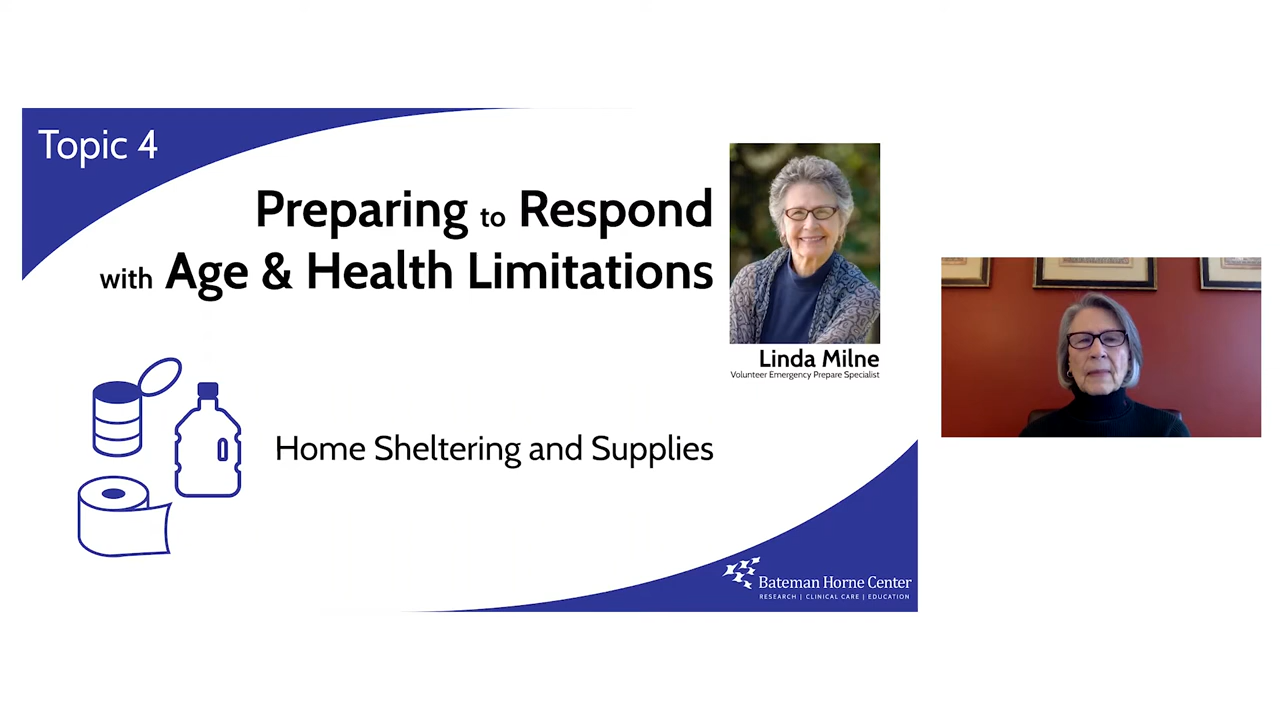 Topic 4
Preparing to Respond
with Age & Health Limitations
Linda Milne
Volunteer Emergency Prepare Specialist
Home Sheltering and Supplies
Bateman Horne Center
RESEARCH | CLINICAL CARE | EDUCATION